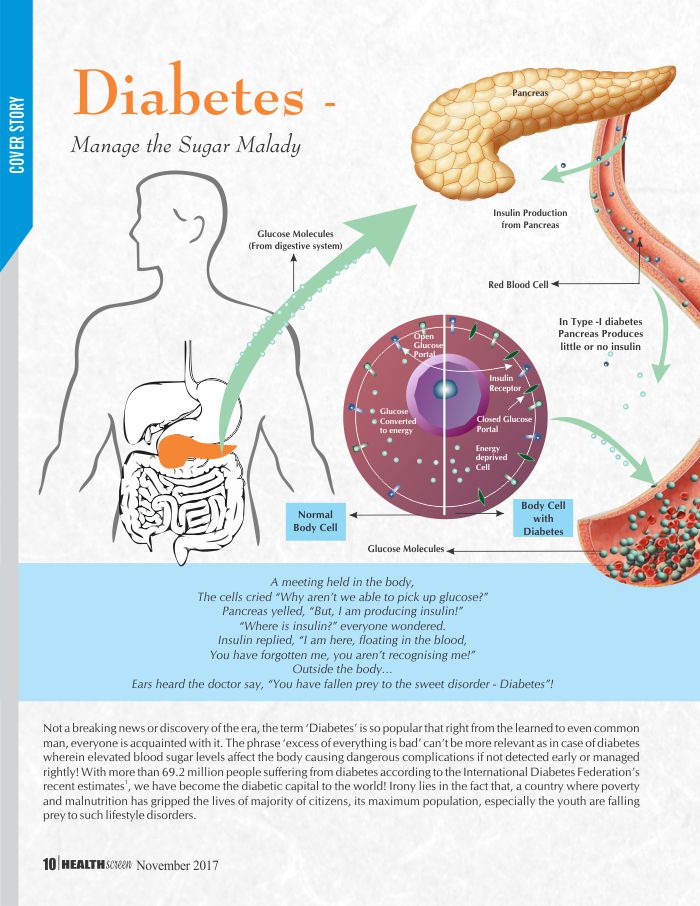 COVER STORY
Diabetes -
Manage the Sugar Malady
Pancreas
Insulin Production
from Pancreas
Glucose Molecules
(From digestive system)
Red Blood Cell
In Type -I diabetes
Pancreas Produces
little or no insulin
Open
Glucose
Portal
Insulin
Receptor
Glucose
Converted
to energy
Closed Glucose
Portal
Energy
deprived
Cell
Normal
Body Cell
Body Cell
with
Diabetes
Glucose Molecules
A meeting held in the body,
The cells cried “Why aren’t we able to pick up glucose?”
Pancreas yelled, “But, I am producing insulin!”
“Where is insulin?” everyone wondered.
Insulin replied, “I am here, floating in the blood,
You have forgotten me, you aren’t recognising me!”
Outside the body...
Ears heard the doctor say, “You have fallen prey to the sweet disorder - Diabetes”!
Not a breaking news or discovery of the era, the term ‘Diabetes’ is so popular that right from the learned to even common
man, everyone is acquainted with it. The phrase ‘excess of everything is bad’ can’t be more relevant as in case of diabetes
wherein elevated blood sugar levels affect the body causing dangerous complications if not detected early or managed
rightly! With more than 69.2 million people suffering from diabetes according to the International Diabetes Federation’s
recent estimates¹, we have become the diabetic capital to the world! Irony lies in the fact that, a country where poverty
and malnutrition has gripped the lives of majority of citizens, its maximum population, especially the youth are falling
prey to such lifestyle disorders.
10 HEALTHscreen November 2017